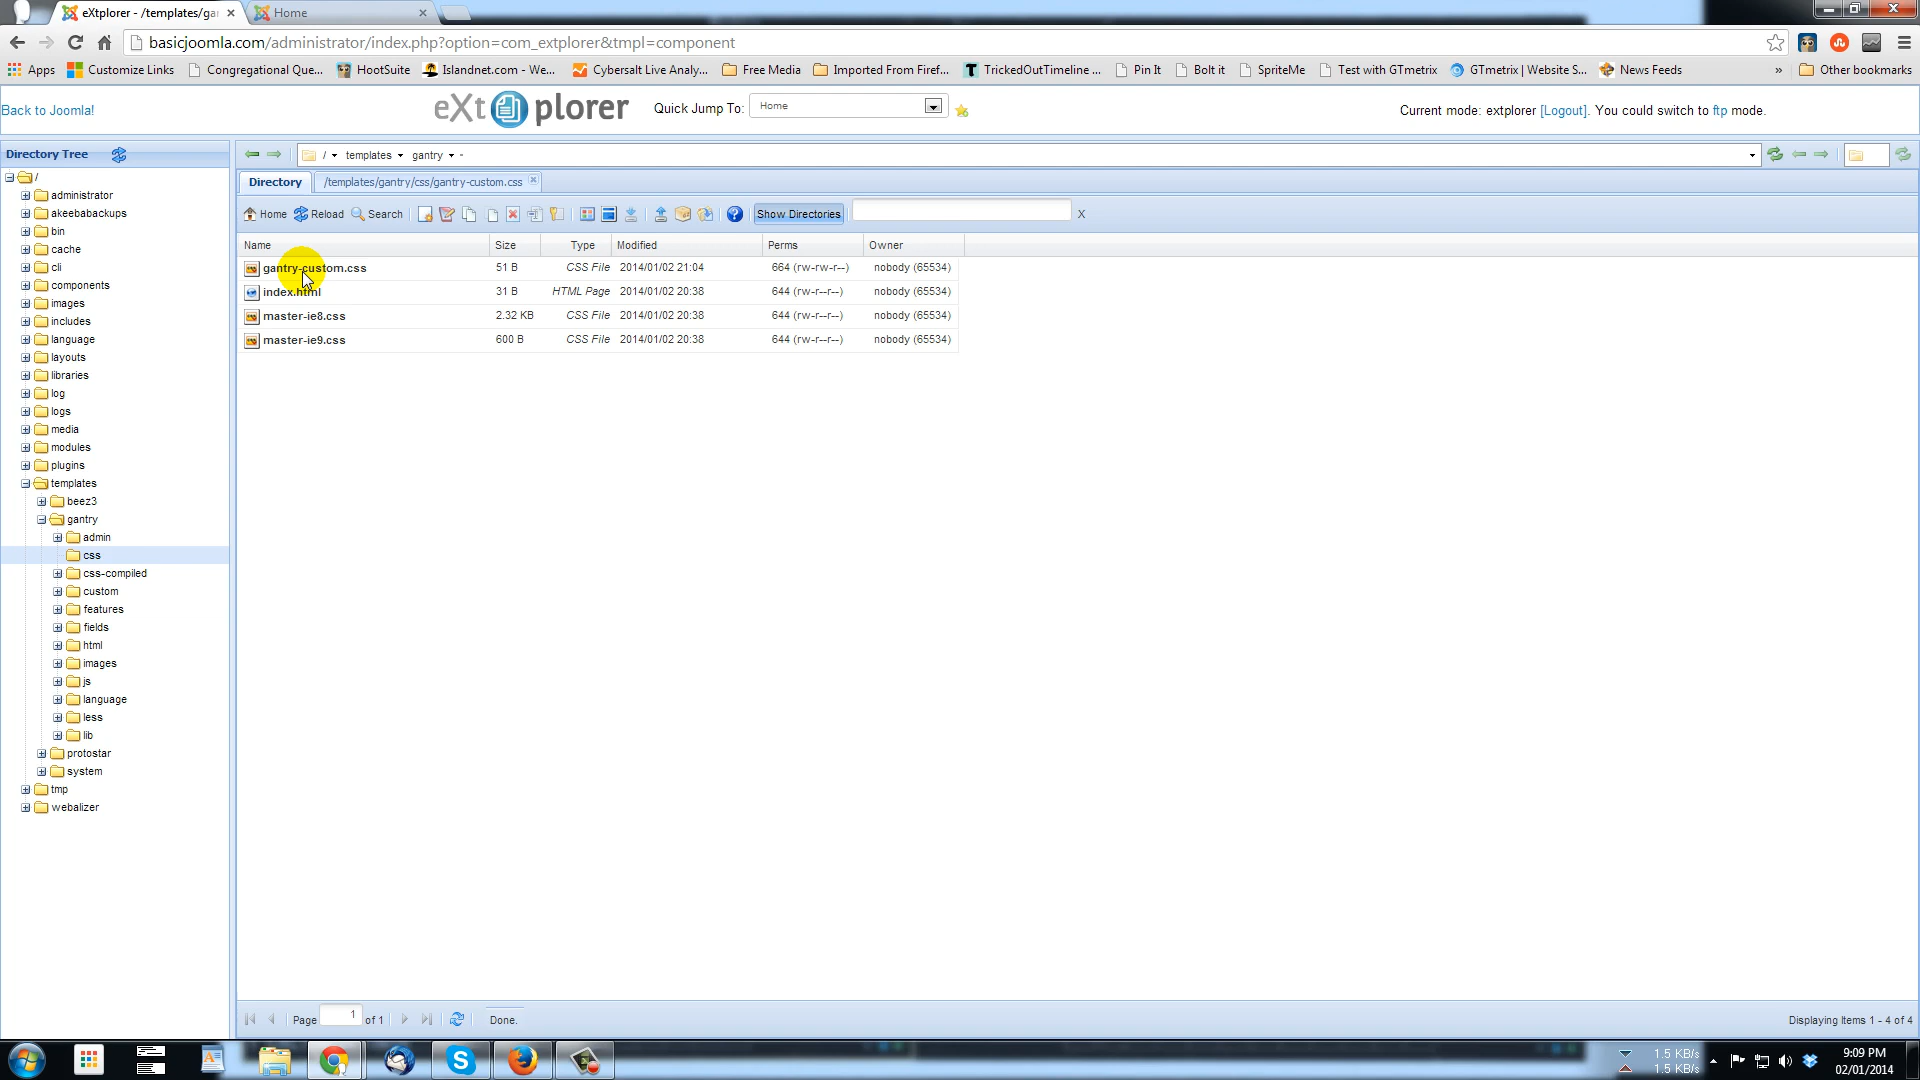 eXtplorer - /templates/gar
Home
basicjoomla.com/administrator/index.php?option=com_extplorer&tmpl=component
Apps
Customize Links
Congregational Que...
HootSuite
Islandnet.com - We...
Cybersalt Live Analy...
Free Media
Imported From Firef...
TrickedOutTimeline ...
Pin It
Bolt it
SpriteMe
Test with GTmetrix
GTmetrix | Website S...
News Feeds
»
Other bookmarks
Back to Joomla!
eXtplorer
Quick Jump To:
Home
Current mode: extplorer [Logout]. You could switch to ftp mode.
Directory Tree
/ templates gantry
Directory
/templates/gantry/css/gantry-custom.css
Home
Reload
Search
Show Directories
X
Name Size Type Modified Perms Owner
gantry-custom.css 51 B CSS File 2014/01/02 21:04 664 (rw-rw-r--) nobody (65534)
index.html 31 B HTML Page 2014/01/02 20:38 644 (rw-r--r--) nobody (65534)
master-ie8.css 2.32 KB CSS File 2014/01/02 20:38 644 (rw-r--r--) nobody (65534)
master-ie9.css 600 B CSS File 2014/01/02 20:38 644 (rw-r--r--) nobody (65534)
/
administrator
akeebabackups
bin
cache
cli
components
images
includes
language
layouts
libraries
log
logs
media
modules
plugins
templates
beez3
gantry
admin
css
css-compiled
custom
features
fields
html
images
js
language
less
lib
protostar
system
tmp
webalizer
Page 1 of 1
Done.
Displaying Items 1 - 4 of 4
1.5 KB/s
1.5 KB/s
9:09 PM
02/01/2014